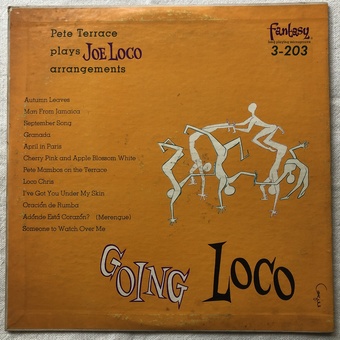 Pete Terrace
plays JOE LOCO
arrangements
fantasy
3-203
Autumn Leaves
Man From Jamaica
September Song
Granada
April in Paris
Cherry Pink and Apple Blossom White
Pete Mambos on the Terrace
Loco Chris
I've Got You Under My Skin
Oración de Rumba
Adónde Está Corazón? (Merengue)
Someone to Watch Over Me
GOING LOCO